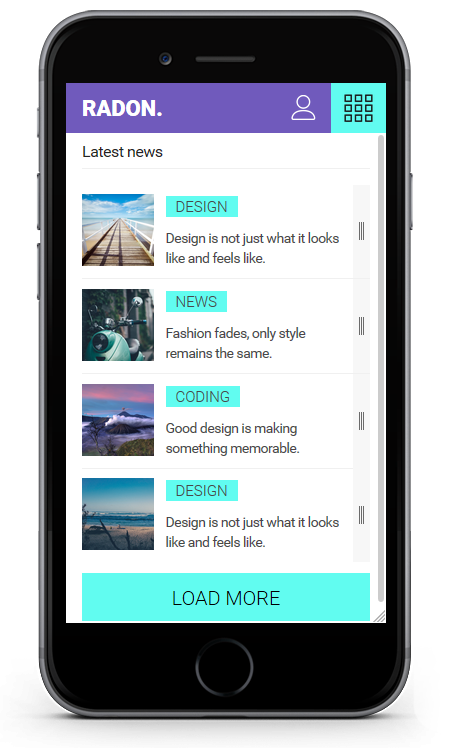 RADON.
Latest news
DESIGN
Design is not just what it looks
like and feels like.
NEWS
Fashion fades, only style
remains the same.
CODING
Good design is making
something memorable.
DESIGN
Design is not just what it looks
like and feels like.
LOAD MORE